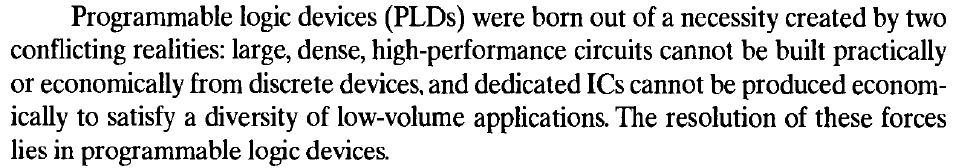 Programmable logic devices (PLDs) were born out of a necessity created by two
conflicting realities: large, dense, high-performance circuits cannot be built practically
or economically from discrete devices, and dedicated ICs cannot be produced econom-
ically to satisfy a diversity of low-volume applications. The resolution of these forces
lies in programmable logic devices.